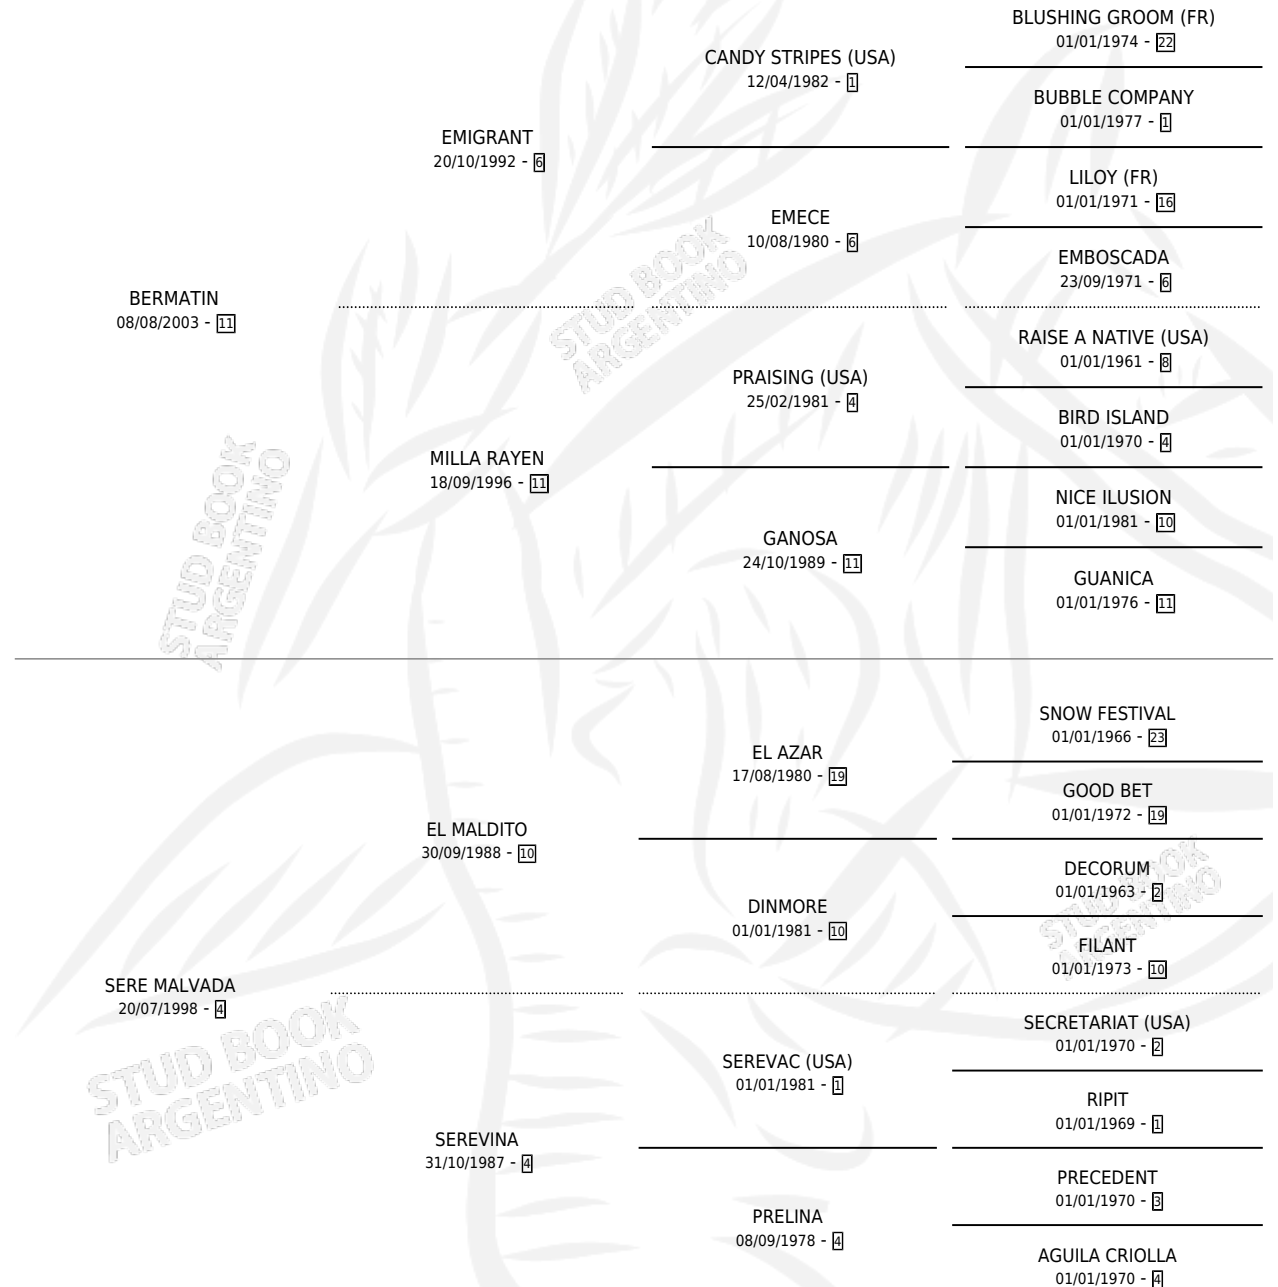 BLUSHING GROOM (FR)
01/01/1974 - 22
CANDY STRIPES (USA)
12/04/1982 - 1
BUBBLE COMPANY
01/01/1977 - 1
EMIGRANT
20/10/1992 - 6
LILOY (FR)
01/01/1971 - 16
EMECE
10/08/1980 - 6
EMBOSCADA
23/09/1971 - 6
BERMATIN
08/08/2003 - 11
RAISE A NATIVE (USA)
01/01/1961 - 8
PRAISING (USA)
25/02/1981 - 4
BIRD ISLAND
01/01/1970 - 4
MILLA RAYEN
18/09/1996 - 11
NICE ILUSION
01/01/1981 - 10
GANOSA
24/10/1989 - 11
GUANICA
01/01/1976 - 11
SNOW FESTIVAL
01/01/1966 - 23
EL AZAR
17/08/1980 - 19
GOOD BET
01/01/1972 - 19
EL MALDITO
30/09/1988 - 10
DECORUM
01/01/1963 - 2
DINMORE
01/01/1981 - 10
FILANT
01/01/1973 - 10
SERE MALVADA
20/07/1998 - 4
SECRETARIAT (USA)
01/01/1970 - 2
SEREVAC (USA)
01/01/1981 - 1
RIPIT
01/01/1969 - 1
SEREVINA
31/10/1987 - 4
PRECEDENT
01/01/1970 - 3
PRELINA
08/09/1978 - 4
AGUILA CRIOLLA
01/01/1970 - 4
STUD BOOK
ARGENTINO
STUD BOOK
ARGENTINO
STUD BOOK
ARGENTINO
STUD BOOK
ARGENTINO